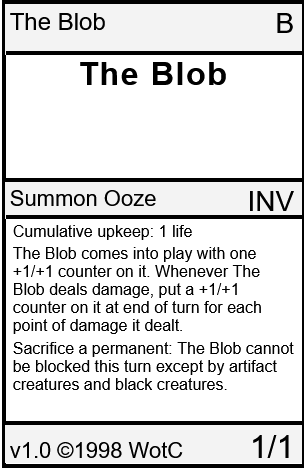 The Blob B
The Blob
Summon Ooze INV
Cumulative upkeep: 1 life
The Blob comes into play with one
+1/+1 counter on it. Whenever The
Blob deals damage, put a +1/+1
counter on it at end of turn for each
point of damage it dealt.
Sacrifice a permanent: The Blob cannot
be blocked this turn except by artifact
creatures and black creatures.
v1.0 ©1998 WotC 1/1